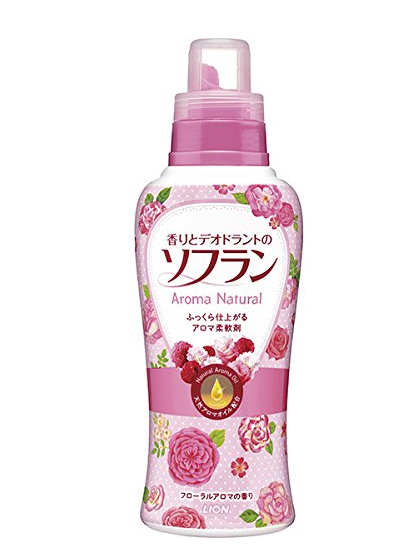 香りとデオドラントの
ソフラン
Aroma Natural
ふっくら仕上がる
アロマ柔軟剤
Natural Aroma Oil
天然アロマオイル配合
フローラルアロマの香り
LION